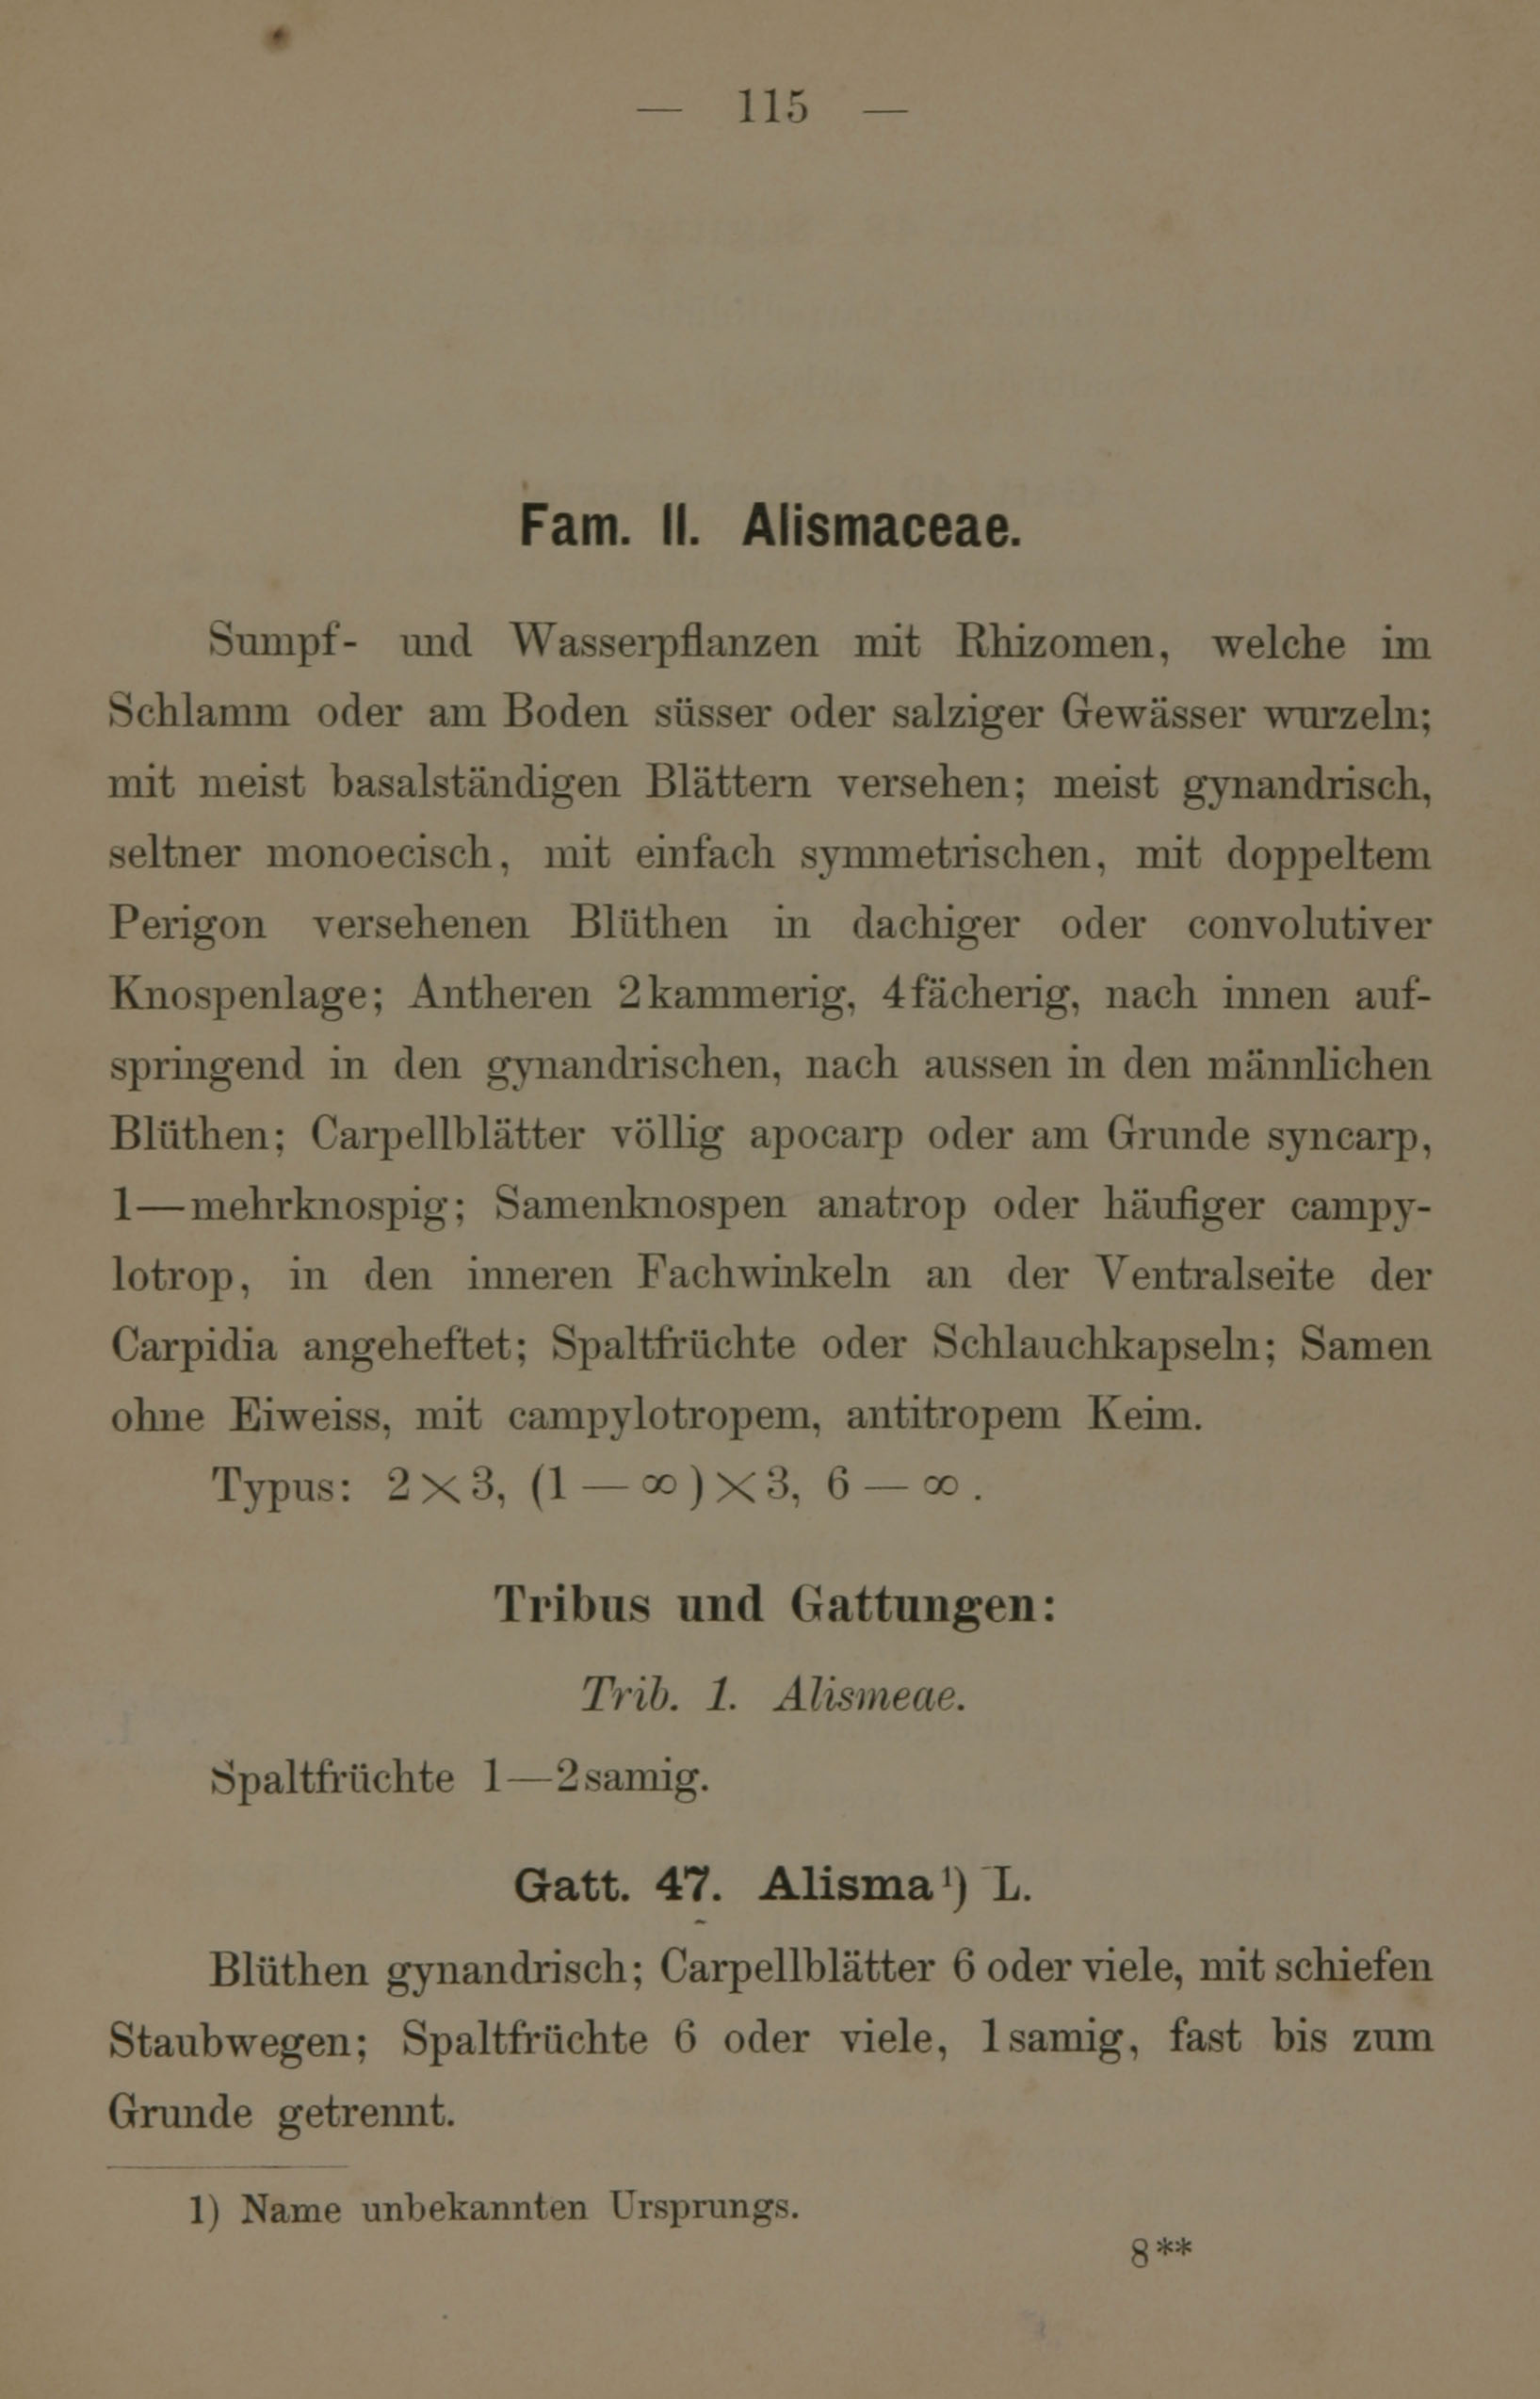 — 115 —
Fam. II. Alismaceae.
Sumpf- und Wasserpflanzen mit Rhizomen, welche im
Schlamm oder am Boden süsser oder salziger Gewässer wurzeln;
mit meist basalständigen Blättern versehen; meist gynandrisch,
seltner monoecisch, mit einfach symmetrischen, mit doppeltem
Perigon versehenen Blüthen in dachiger oder convolutiver
Knospenlage; Antheren 2kammerig, 4fächerig, nach innen auf-
springend in den gynandrischen, nach aussen in den männlichen
Blüthen; Carpellblätter völlig apocarp oder am Grunde syncarp,
1—mehrknospig; Samenknospen anatrop oder häufiger campy-
lotrop, in den inneren Fachwinkeln an der Ventralseite der
Carpidia angeheftet; Spaltfrüchte oder Schlauchkapseln; Samen
ohne Eiweiss, mit campylotropem, antitropem Keim.
Typus: 2×3, (1—∞)×3, 6—∞.
Tribus und Gattungen:
Trib. 1. Alismeae.
Spaltfrüchte 1—2samig.
Gatt. 47. Alisma¹) L.
Blüthen gynandrisch; Carpellblätter 6 oder viele, mit schiefen
Staubwegen; Spaltfrüchte 6 oder viele, 1samig, fast bis zum
Grunde getrennt.
1) Name unbekannten Ursprungs.
8**